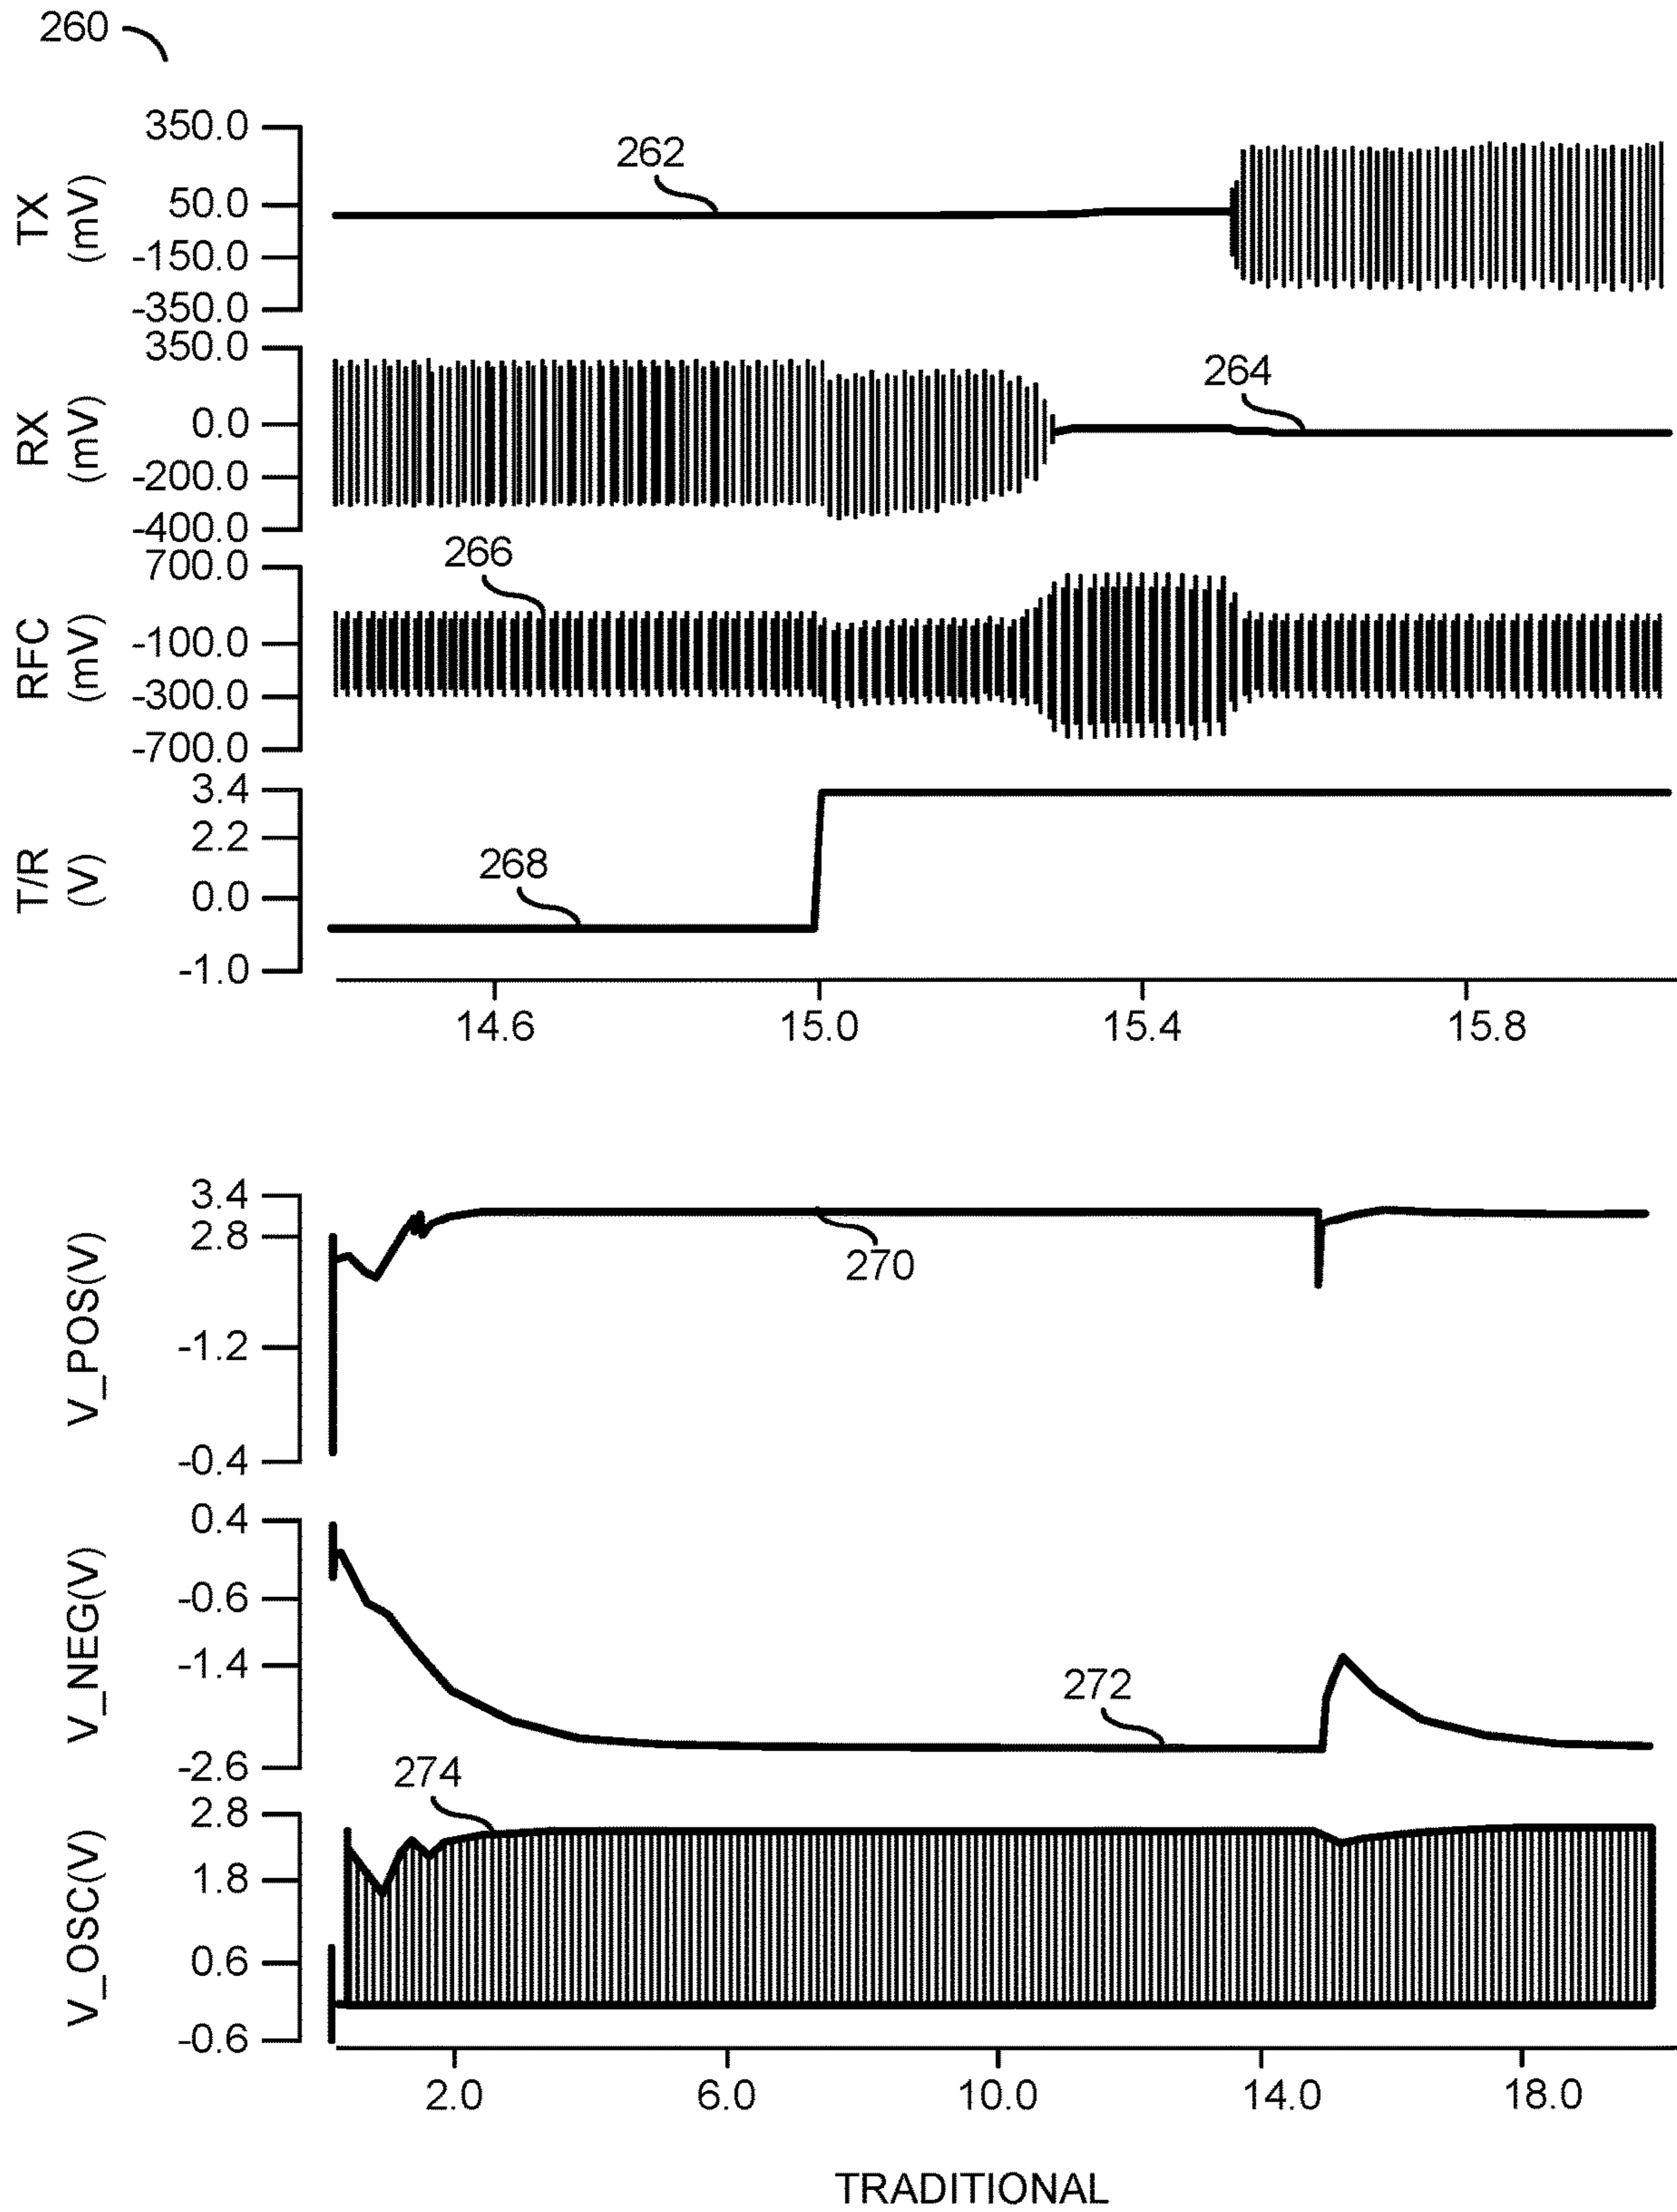 260
350.0
262
TX
(mV)
50.0
-150.0
-350.0
350.0
264
RX
(mV)
0.0
-200.0
-400.0
266
700.0
RFC
(mV)
-100.0
-300.0
-700.0
3.4
T/R
(V)
2.2
268
0.0
-1.0
14.6 15.0 15.4 15.8
3.4
2.8
270
V_POS(V)
-1.2
-0.4
0.4
V_NEG(V)
-0.6
-1.4
272
-2.6
274
2.8
V_OSC(V)
1.8
0.6
-0.6
2.0 6.0 10.0 14.0 18.0
TRADITIONAL